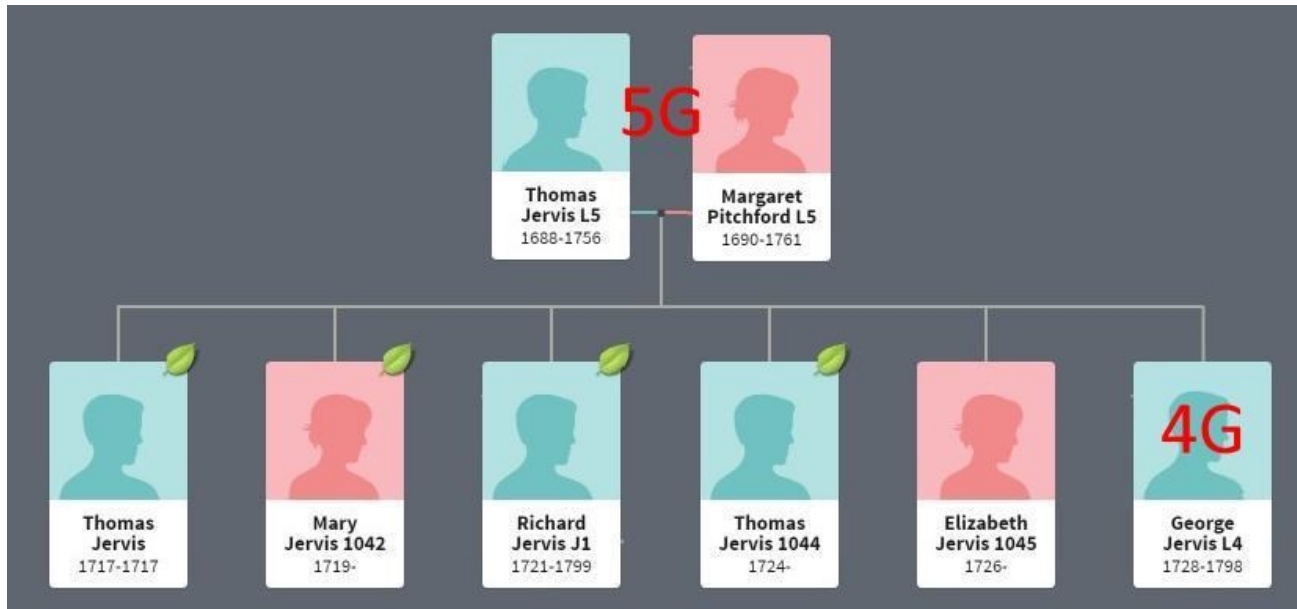 5G
Thomas
Jervis L5
1688-1756
Margaret
Pitchford L5
1690-1761
Thomas
Jervis
1717-1717
Mary
Jervis 1042
1719-
Richard
Jervis J1
1721-1799
Thomas
Jervis 1044
1724-
Elizabeth
Jervis 1045
1726-
4G
George
Jervis L4
1728-1798